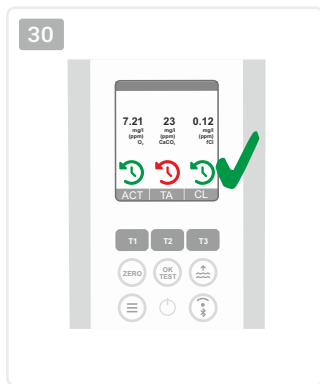 30
7.21 23 0.12
mg/l mg/l mg/l
(ppm) (ppm) (ppm)
O₂ CaCO₃ fCl
ACT TA CL
T1 T2 T3
ZERO OK TEST